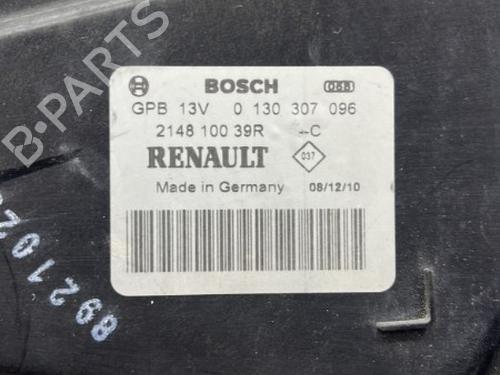 BOSCH 068
GPB 13V 0 130 307 096
2148 100 39R --C
RENAULT 037
Made in Germany 08/12/10
B-PARTS